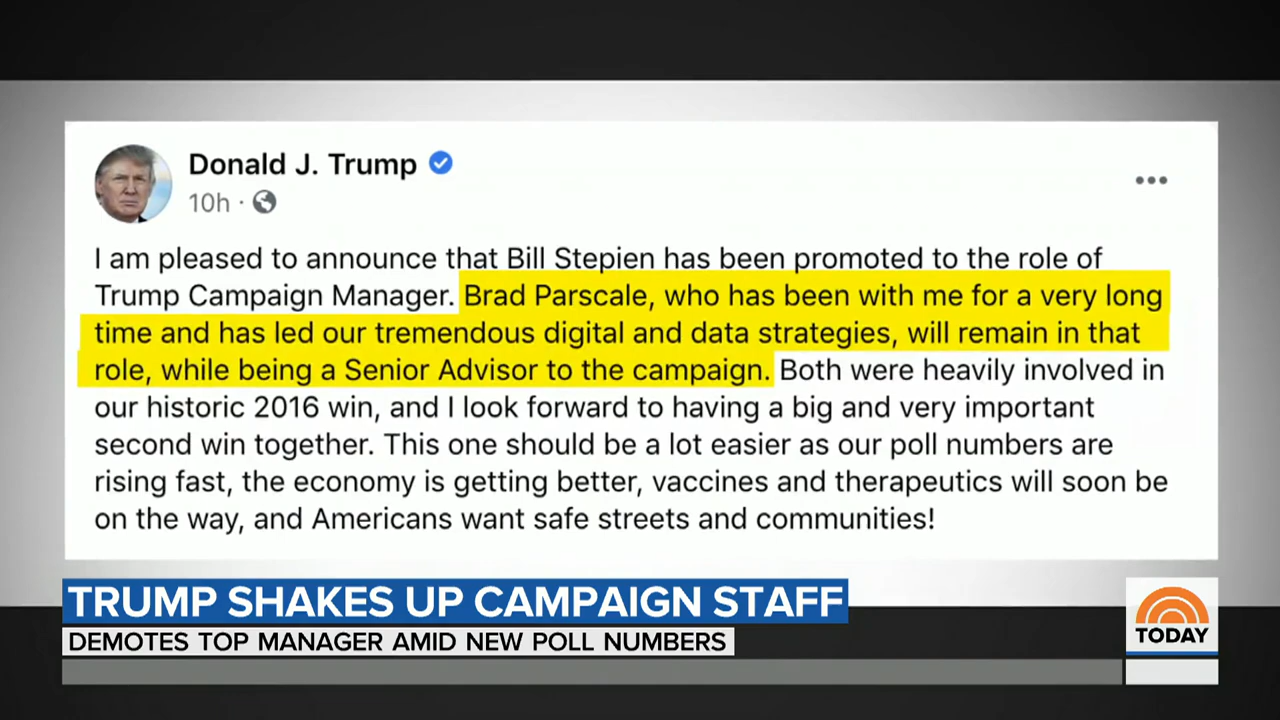 Donald J. Trump
10h ·
I am pleased to announce that Bill Stepien has been promoted to the role of
Trump Campaign Manager. Brad Parscale, who has been with me for a very long
time and has led our tremendous digital and data strategies, will remain in that
role, while being a Senior Advisor to the campaign. Both were heavily involved in
our historic 2016 win, and I look forward to having a big and very important
second win together. This one should be a lot easier as our poll numbers are
rising fast, the economy is getting better, vaccines and therapeutics will soon be
on the way, and Americans want safe streets and communities!
TRUMP SHAKES UP CAMPAIGN STAFF
DEMOTES TOP MANAGER AMID NEW POLL NUMBERS
TODAY